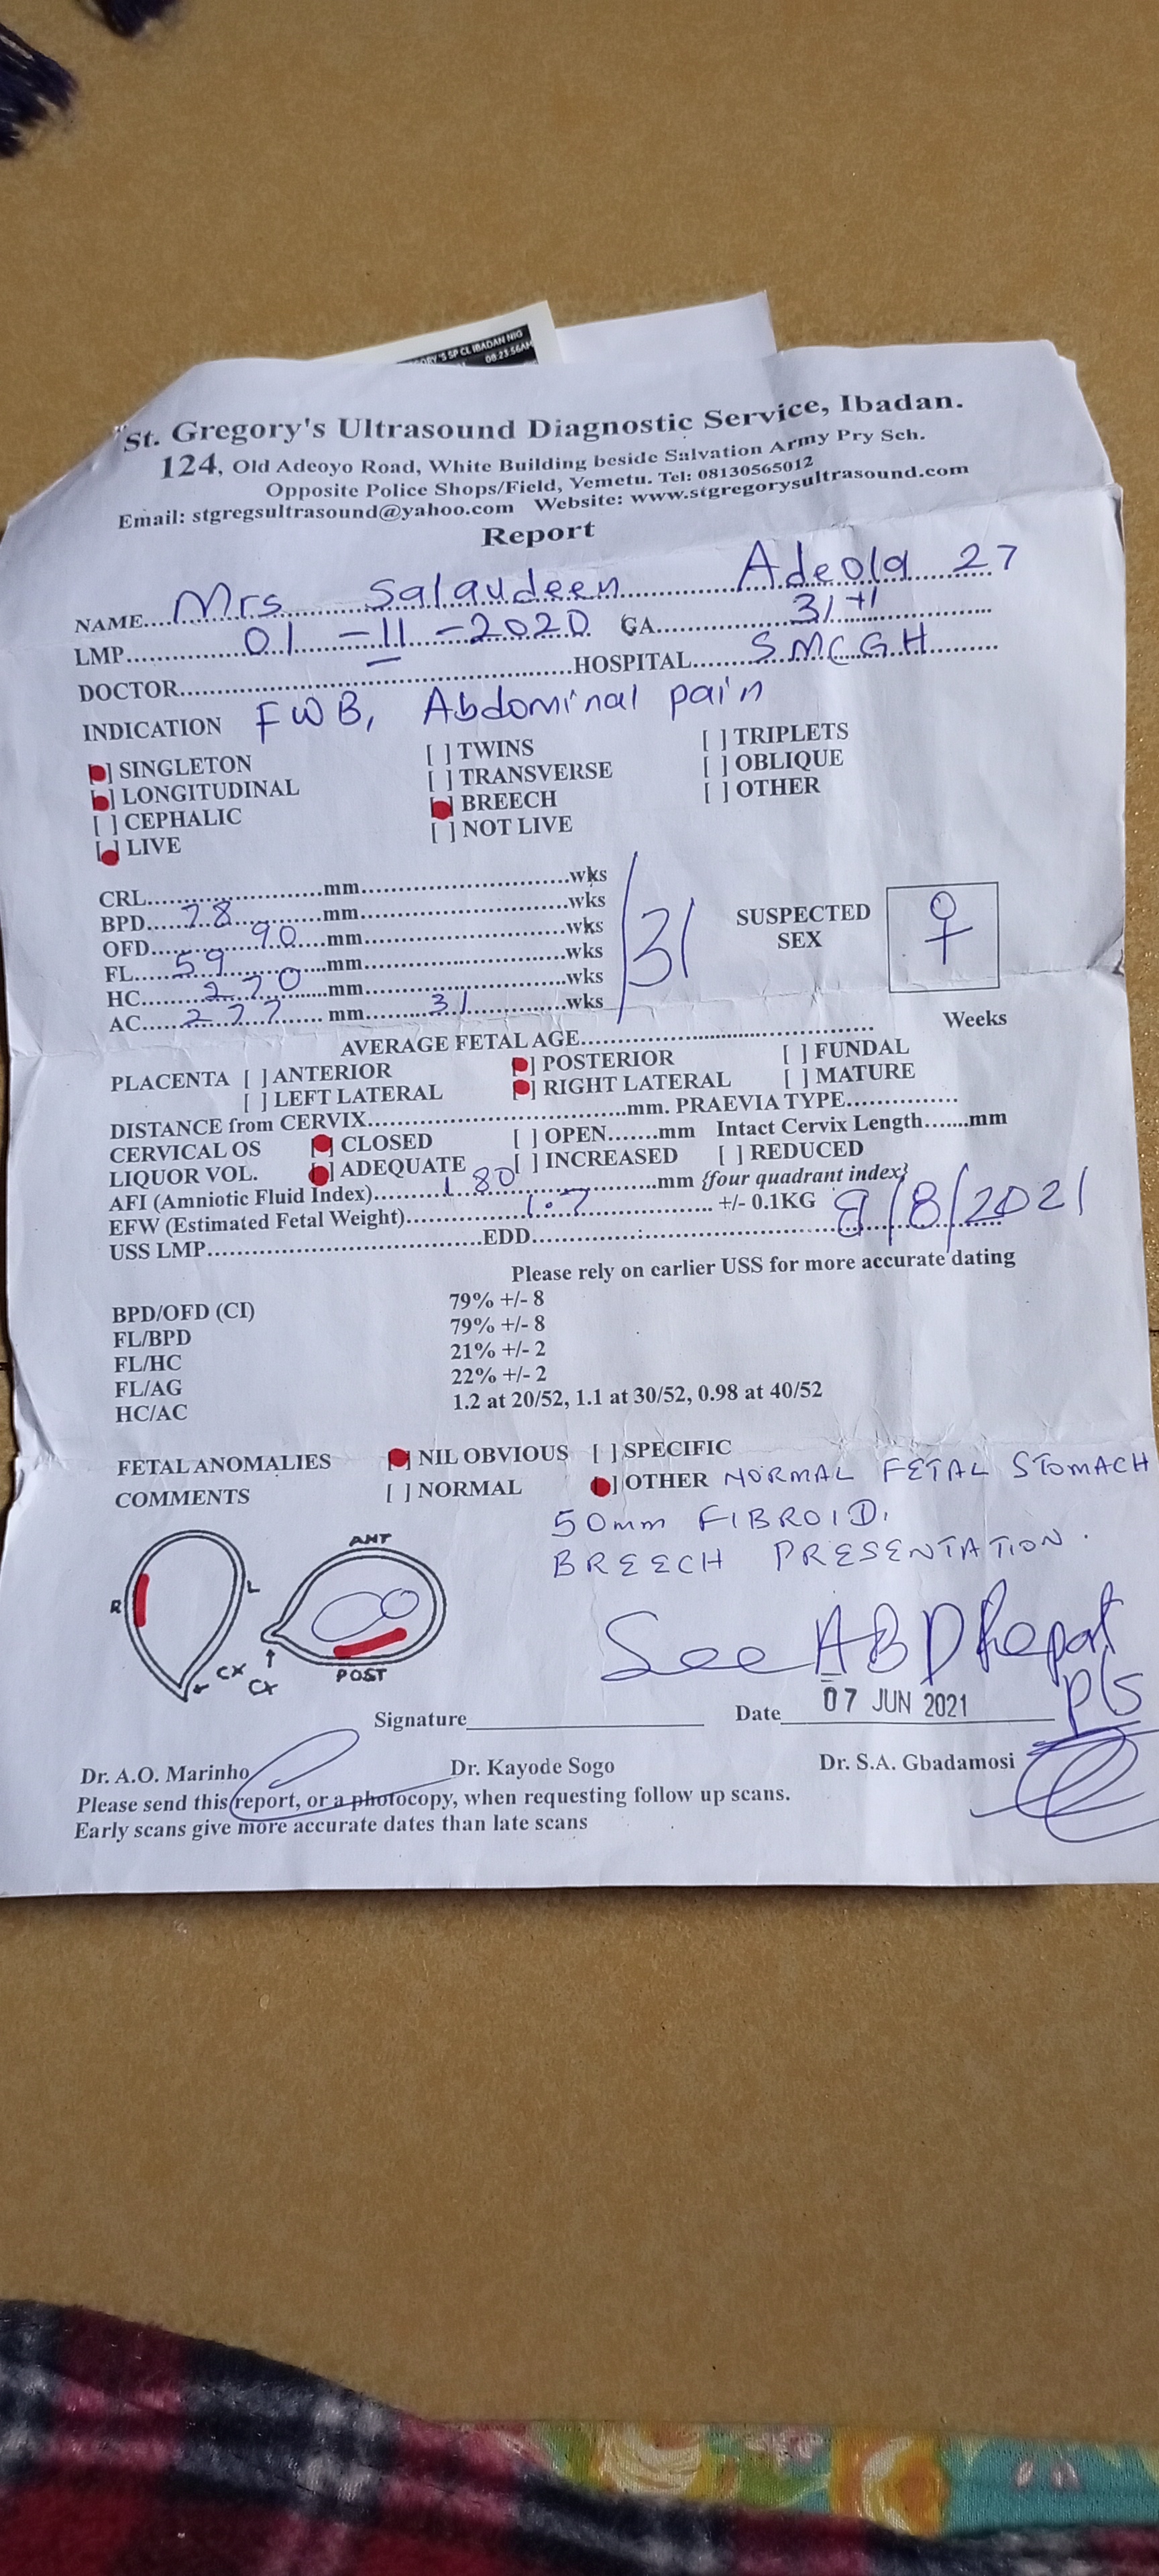 ORY'S SP CL IBADAN NIG
08:23:56AM
St. Gregory's Ultrasound Diagnostic Service, Ibadan.
124, Old Adeoyo Road, White Building beside Salvation Army Pry Sch.
Opposite Police Shops/Field, Yemetu. Tel: 08130565012
Email: stgregsultrasound@yahoo.com Website: www.stgregorysultrasound.com
Report
NAME....Mrs Salaudeen Adeola 27
LMP....01-11-2020 GA....31+1
DOCTOR....HOSPITAL....SMCGH
INDICATION FWB, Abdominal pain
[ ] SINGLETON [ ] TWINS [ ] TRIPLETS
[ ] LONGITUDINAL [ ] TRANSVERSE [ ] OBLIQUE
[ ] CEPHALIC [ ] BREECH [ ] OTHER
[ ] LIVE [ ] NOT LIVE
CRL....mm....wks
BPD....78....mm....wks
OFD....90....mm....wks
FL....59....mm....wks
HC....270....mm....wks
AC....277....mm....31....wks
31
SUSPECTED SEX ♀
AVERAGE FETAL AGE....Weeks
PLACENTA [ ] ANTERIOR [ ] POSTERIOR [ ] FUNDAL
[ ] LEFT LATERAL [ ] RIGHT LATERAL [ ] MATURE
DISTANCE from CERVIX....mm. PRAEVIA TYPE....
CERVICAL OS [ ] CLOSED [ ] OPEN.......mm Intact Cervix Length.......mm
LIQUOR VOL. [ ] ADEQUATE [ ] INCREASED [ ] REDUCED
AFI (Amniotic Fluid Index)....180....mm {four quadrant index}
EFW (Estimated Fetal Weight)....1.7....+/- 0.1KG
USS LMP....EDD....8/8/2021
Please rely on earlier USS for more accurate dating
BPD/OFD (CI) 79% +/- 8
FL/BPD 79% +/- 8
FL/HC 21% +/- 2
FL/AG 22% +/- 2
HC/AC 1.2 at 20/52, 1.1 at 30/52, 0.98 at 40/52
FETAL ANOMALIES [ ] NIL OBVIOUS [ ] SPECIFIC
COMMENTS [ ] NORMAL [ ] OTHER NORMAL FETAL STOMACH
50mm FIBROID.
BREECH PRESENTATION.
R L CX
ANT CX POST
See ABD Report pls
Signature Date 07 JUN 2021
Dr. A.O. Marinho Dr. Kayode Sogo Dr. S.A. Gbadamosi
Please send this report, or a photocopy, when requesting follow up scans.
Early scans give more accurate dates than late scans